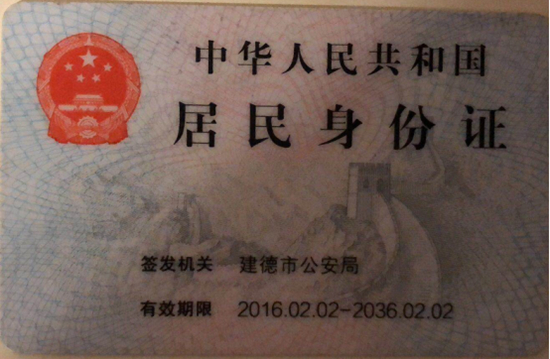 中华人民共和国
居民身份证
签发机关 建德市公安局
有效期限 2016.02.02-2036.02.02